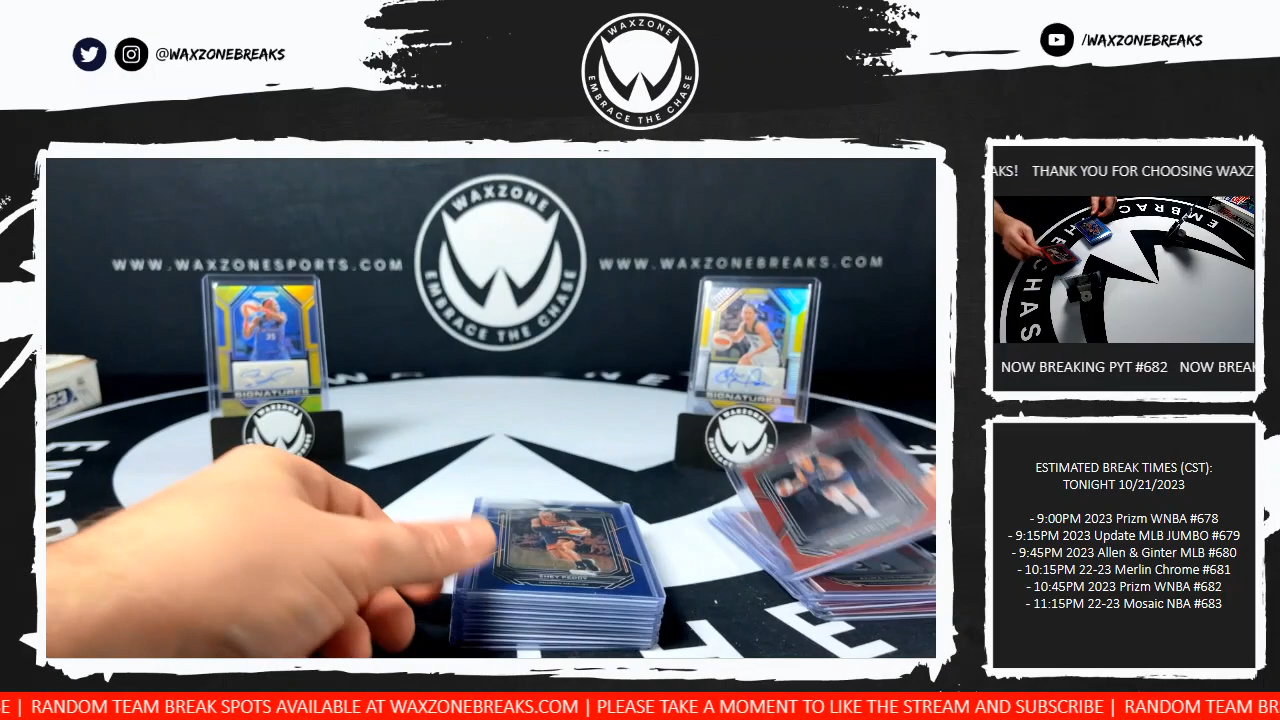 @WAXZONEBREAKS
WAXZONE
EMBRACE THE CHASE
/WAXZONEBREAKS
WAXZONE
EMBRACE THE CHASE
WWW.WAXZONESPORTS.COM
WWW.WAXZONEBREAKS.COM
SIGNATURES
SIGNATURES
WAXZONE
WAXZONE
SHEY PEDDY
AKS! THANK YOU FOR CHOOSING WAXZ
NOW BREAKING PYT #682 NOW BREAK
ESTIMATED BREAK TIMES (CST):
TONIGHT 10/21/2023
- 9:00PM 2023 Prizm WNBA #678
- 9:15PM 2023 Update MLB JUMBO #679
- 9:45PM 2023 Allen & Ginter MLB #680
- 10:15PM 22-23 Merlin Chrome #681
- 10:45PM 2023 Prizm WNBA #682
- 11:15PM 22-23 Mosaic NBA #683
E | RANDOM TEAM BREAK SPOTS AVAILABLE AT WAXZONEBREAKS.COM | PLEASE TAKE A MOMENT TO LIKE THE STREAM AND SUBSCRIBE | RANDOM TEAM BR